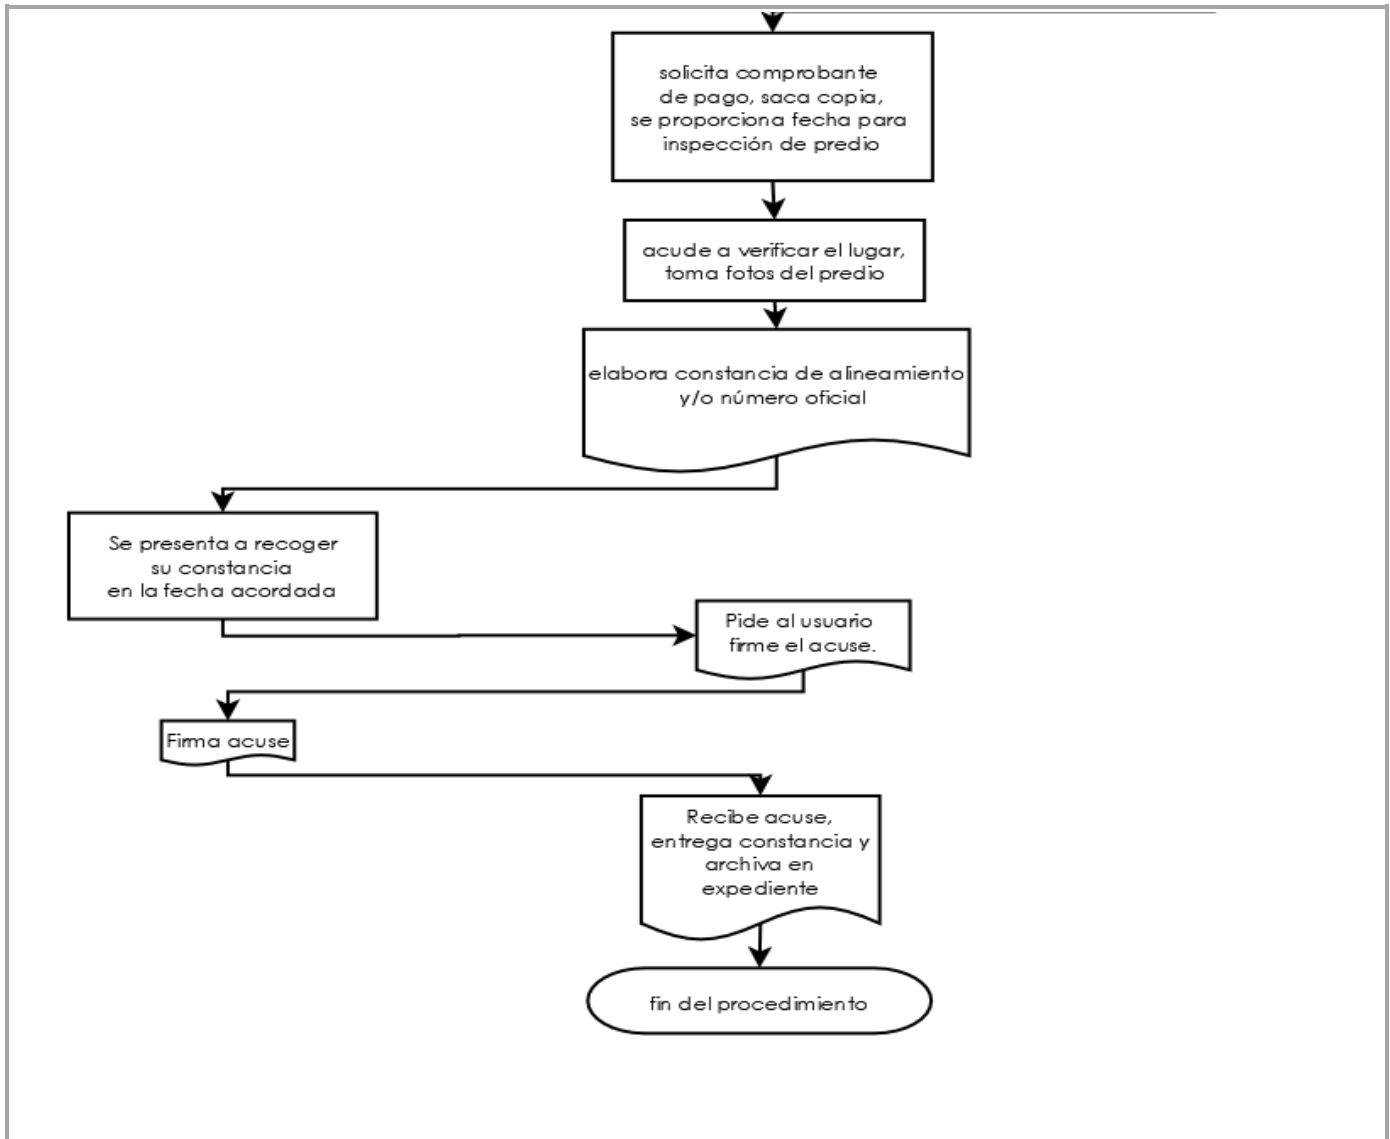 solicita comprobante
de pago, saca copia,
se proporciona fecha para
inspección de predio
acude a verificar el lugar,
toma fotos del predio
elabora constancia de alineamiento
y/o número oficial
Se presenta a recoger
su constancia
en la fecha acordada
Pide al usuario
firme el acuse.
Firma acuse
Recibe acuse,
entrega constancia y
archiva en
expediente
fin del procedimiento